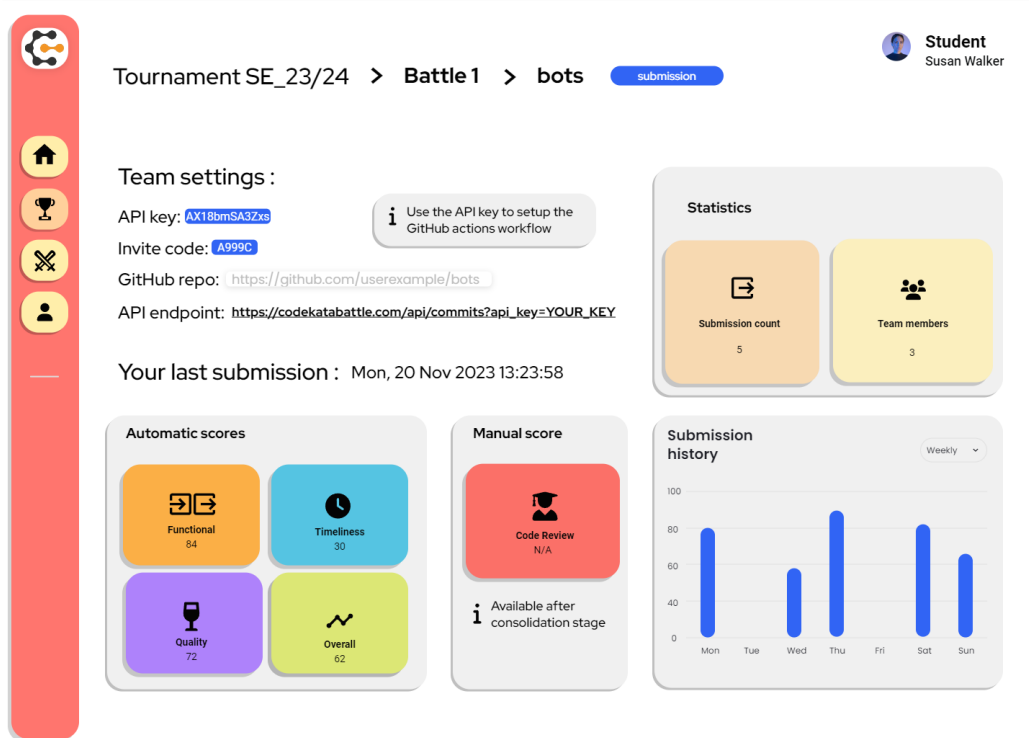 Tournament SE_23/24 > Battle 1 > bots submission
Student
Susan Walker
Team settings :
API key: AX18bmSA3Zxs
Invite code: A999C
GitHub repo: https://github.com/userexample/bots
API endpoint: https://codekatabattle.com/api/commits?api_key=YOUR_KEY
i Use the API key to setup the
GitHub actions workflow
Your last submission : Mon, 20 Nov 2023 13:23:58
Statistics
Submission count
5
Team members
3
Automatic scores
Functional
84
Timeliness
30
Quality
72
Overall
62
Manual score
Code Review
N/A
i Available after
consolidation stage
Submission
history
Weekly
100
80
60
40
0
Mon Tue Wed Thu Fri Sat Sun